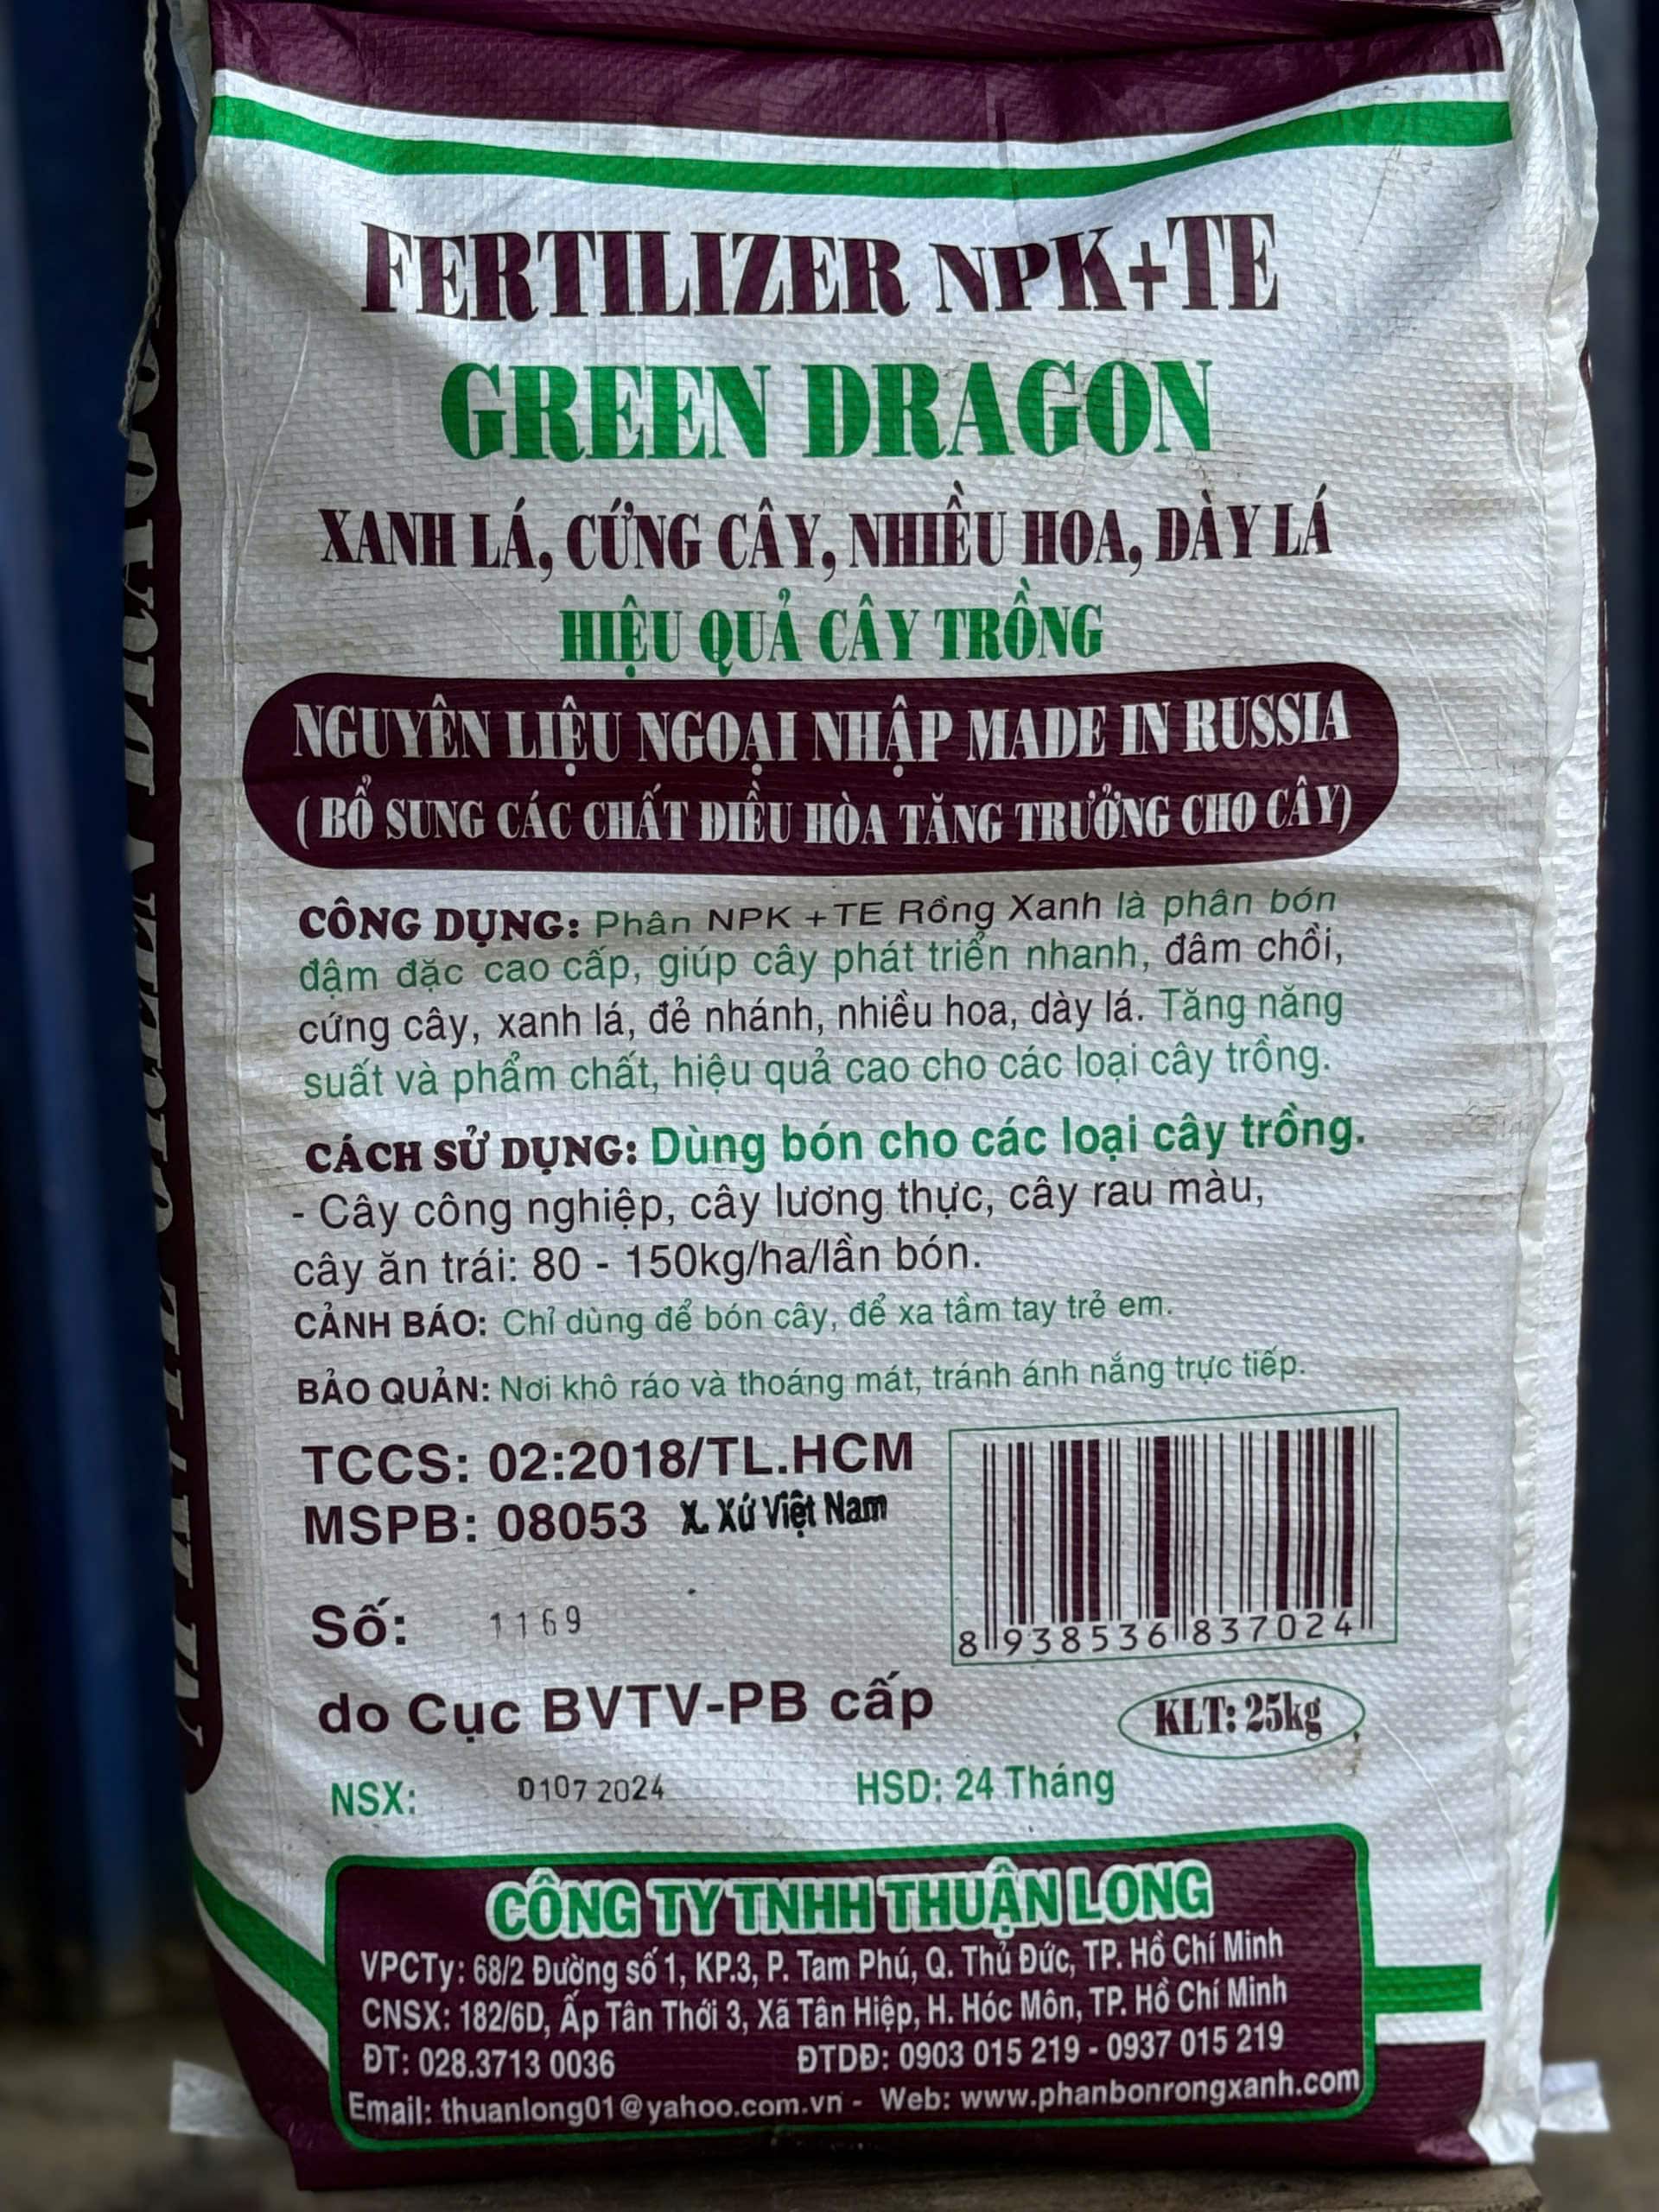 FERTILIZER NPK+TE
GREEN DRAGON
XANH LÁ, CỨNG CÂY, NHIỀU HOA, DÀY LÁ
HIỆU QUẢ CÂY TRỒNG
NGUYÊN LIỆU NGOẠI NHẬP MADE IN RUSSIA
( BỔ SUNG CÁC CHẤT ĐIỀU HÒA TĂNG TRƯỞNG CHO CÂY)
CÔNG DỤNG: Phân NPK +TE Rồng Xanh là phân bón
đậm đặc cao cấp, giúp cây phát triển nhanh, đâm chồi,
cứng cây, xanh lá, đẻ nhánh, nhiều hoa, dày lá. Tăng năng
suất và phẩm chất, hiệu quả cao cho các loại cây trồng.
CÁCH SỬ DỤNG: Dùng bón cho các loại cây trồng.
- Cây công nghiệp, cây lương thực, cây rau màu,
cây ăn trái: 80 - 150kg/ha/lần bón.
CẢNH BÁO: Chỉ dùng để bón cây, để xa tầm tay trẻ em.
BẢO QUẢN: Nơi khô ráo và thoáng mát, tránh ánh nắng trực tiếp.
TCCS: 02:2018/TL.HCM
MSPB: 08053 X. Xứ Việt Nam
Số: 1169
8 938536 837024
do Cục BVTV-PB cấp
KLT: 25kg
NSX: 0107 2024 HSD: 24 Tháng
CÔNG TY TNHH THUẬN LONG
VPCTy: 68/2 Đường số 1, KP.3, P. Tam Phú, Q. Thủ Đức, TP. Hồ Chí Minh
CNSX: 182/6D, Ấp Tân Thới 3, Xã Tân Hiệp, H. Hóc Môn, TP. Hồ Chí Minh
ĐT: 028.3713 0036 ĐTDĐ: 0903 015 219 - 0937 015 219
Email: thuanlong01@yahoo.com.vn - Web: www.phanbonrongxanh.com